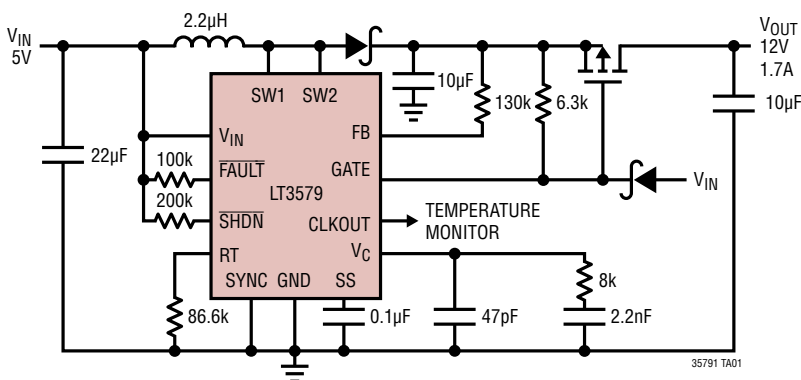 2.2µH
VIN
5V
VOUT
12V
1.7A
SW1
SW2
10µF
130k
6.3k
10µF
VIN
FB
22µF
100k
FAULT
GATE
VIN
LT3579
200k
SHDN
CLKOUT
TEMPERATURE
MONITOR
RT
VC
SYNC
GND
SS
8k
86.6k
0.1µF
47pF
2.2nF
35791 TA01